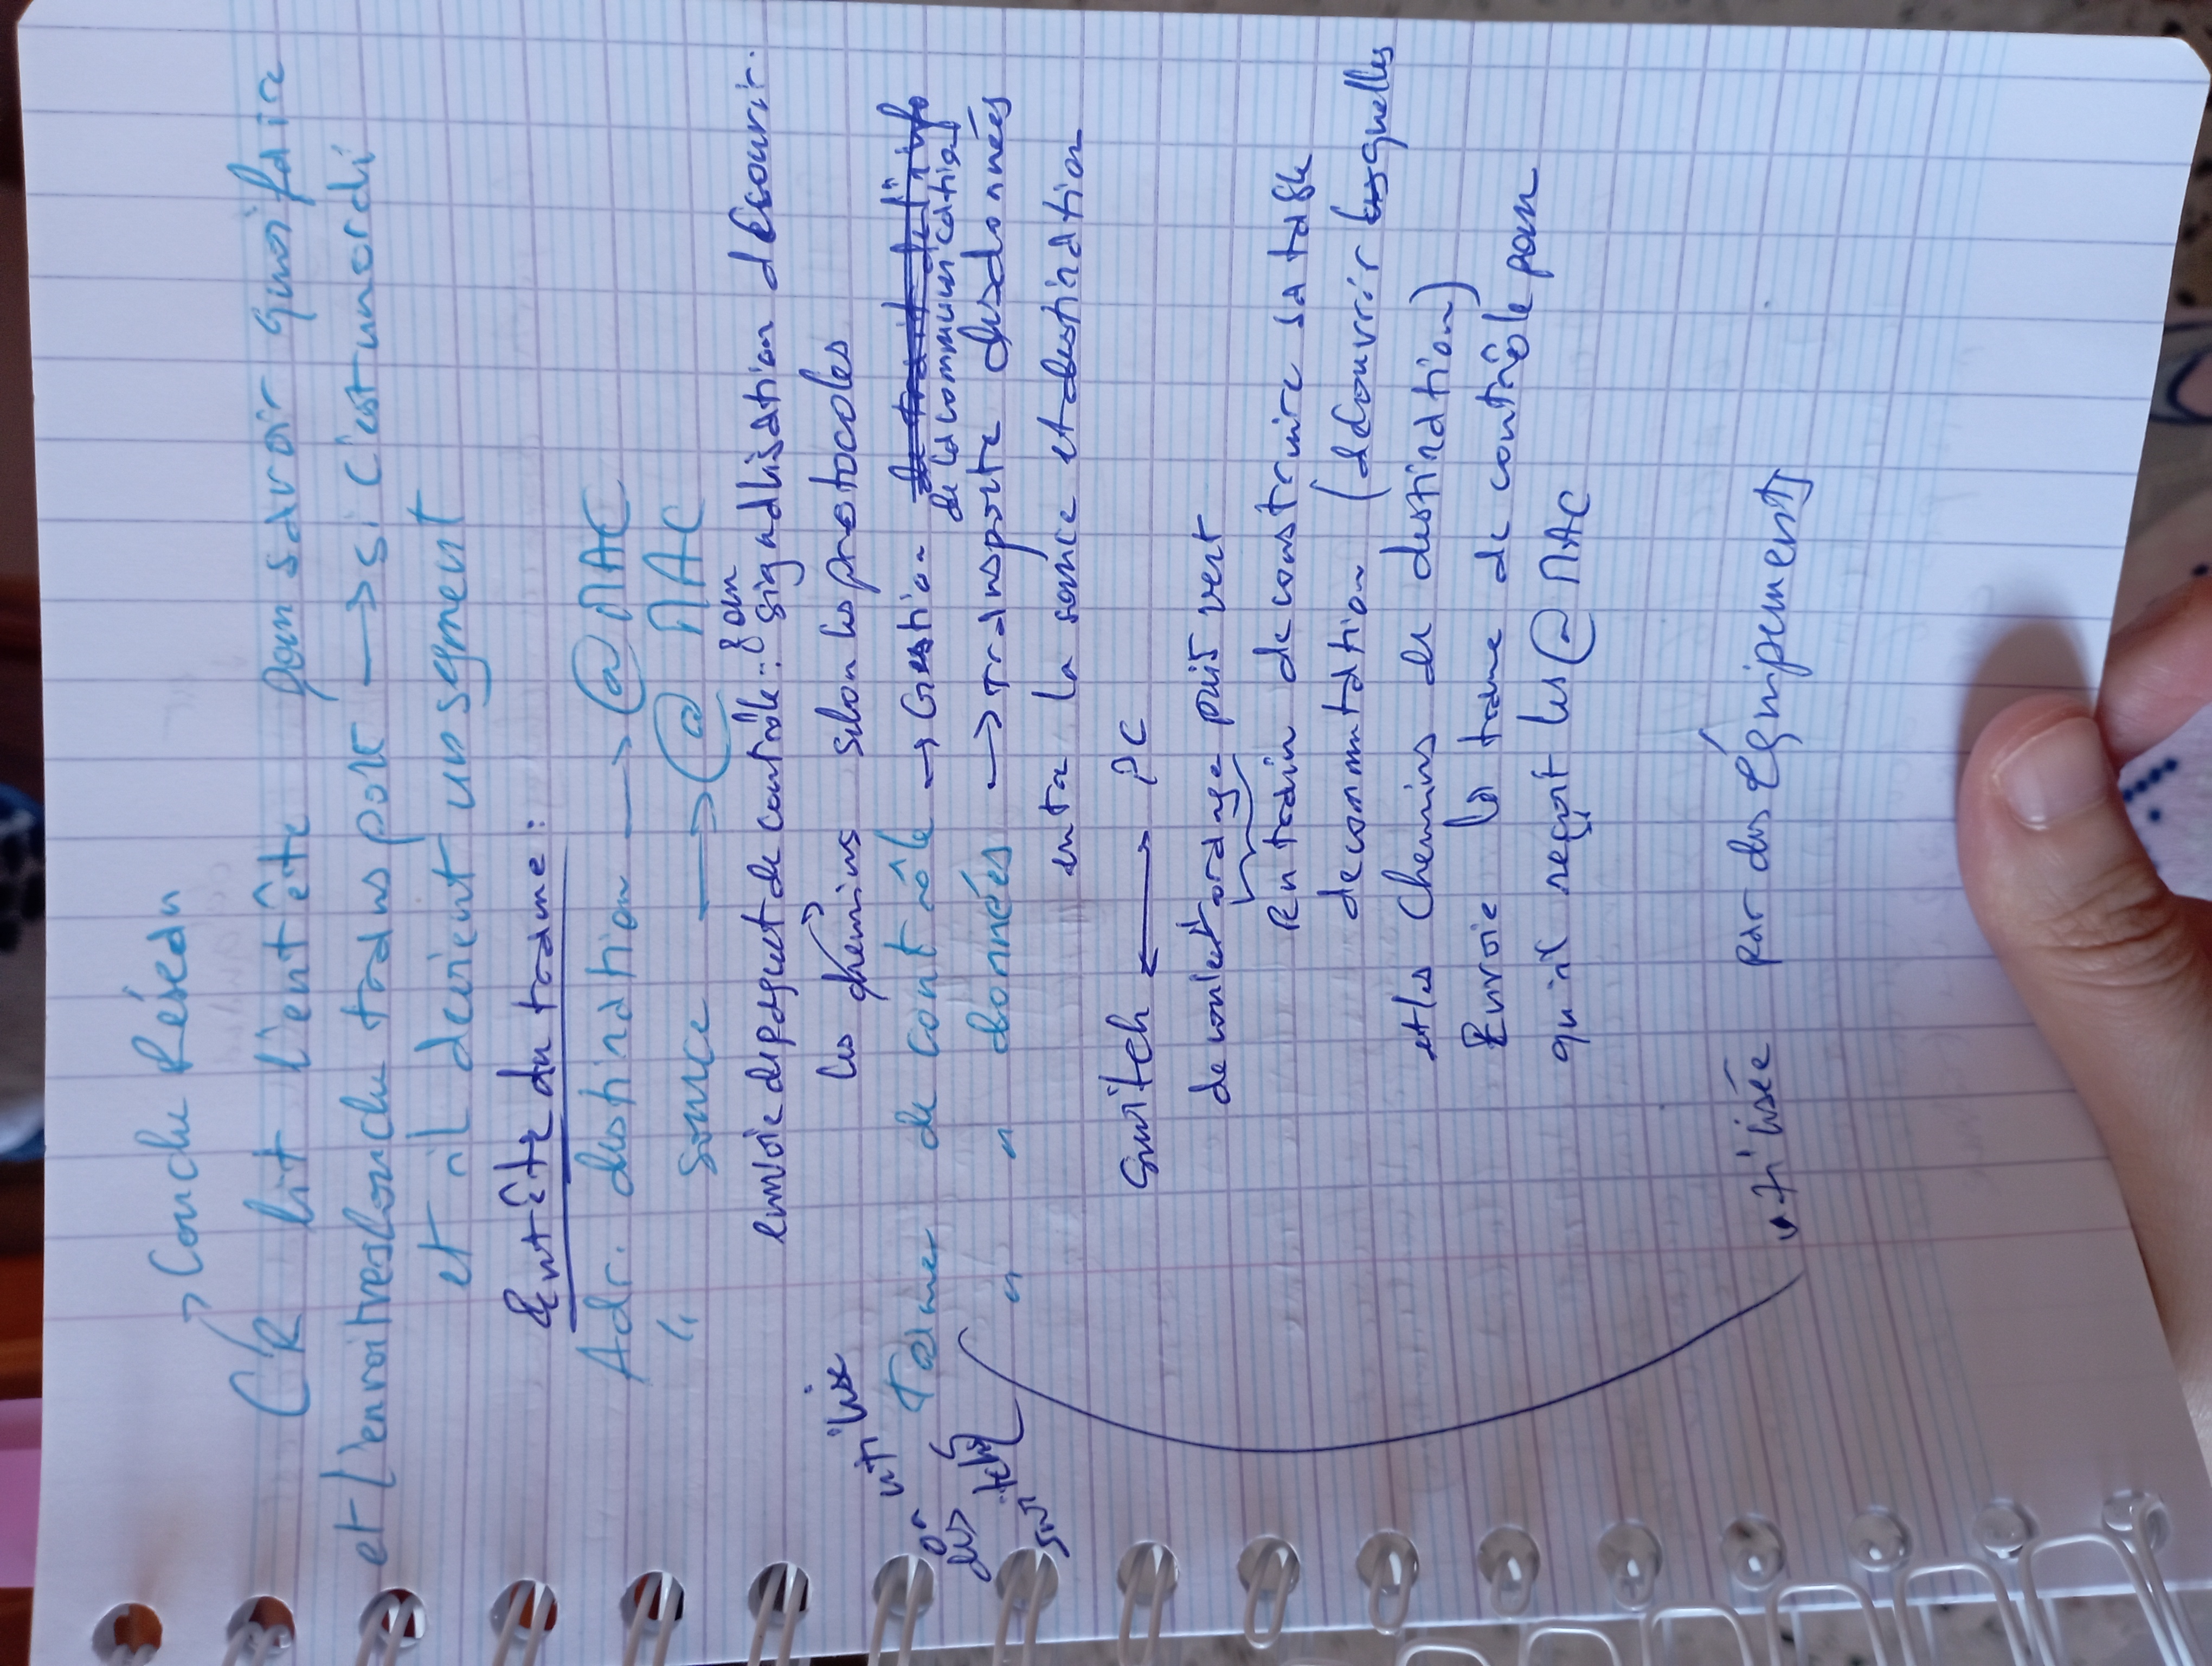 → Couche Réseau
CR lit l'entête pour savoir quoi faire
et l'envoit vers couche transport → si c'est un ordi
et il devient un segment
Entête du trame :
Adr. destination → @ MAC
" source → @ MAC
envoie de paquet de contrôle : signalisation découvrir
les chemins selon les protocoles
on utilise
des
switchs
Trames de contrôle → Gestion de la communication
" " données → transporte des données
entre la source et destination
switch ↔ PC
de couleur orange puis vert
En train de construire sa table
de commutation (découvrir quelles
et les chemins de destination)
Envoie la trame de contrôle pour
qu'il reçoit les @ MAC
utilisée par des équipements